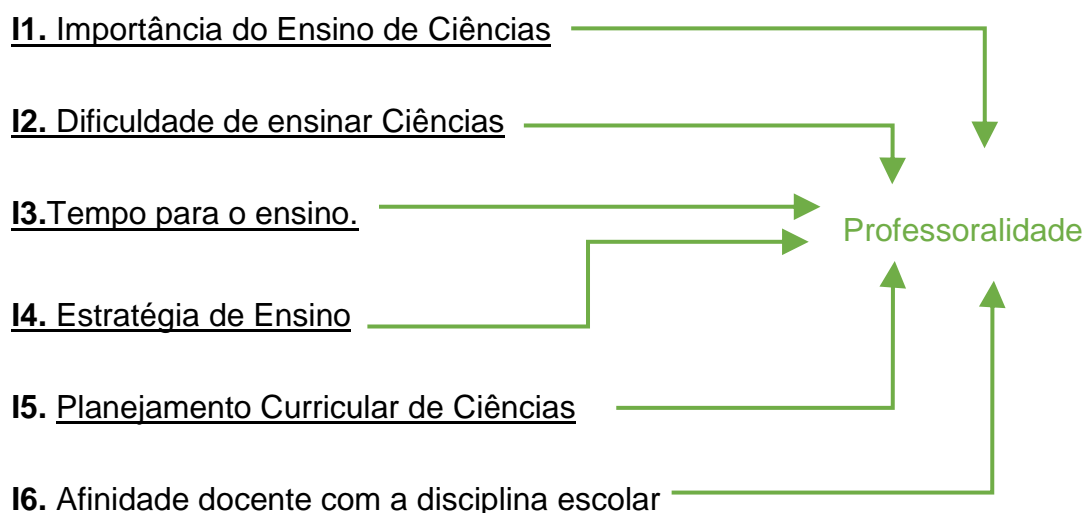 I1. Importância do Ensino de Ciências
I2. Dificuldade de ensinar Ciências
I3.Tempo para o ensino.
Professoralidade
I4. Estratégia de Ensino
I5. Planejamento Curricular de Ciências
I6. Afinidade docente com a disciplina escolar